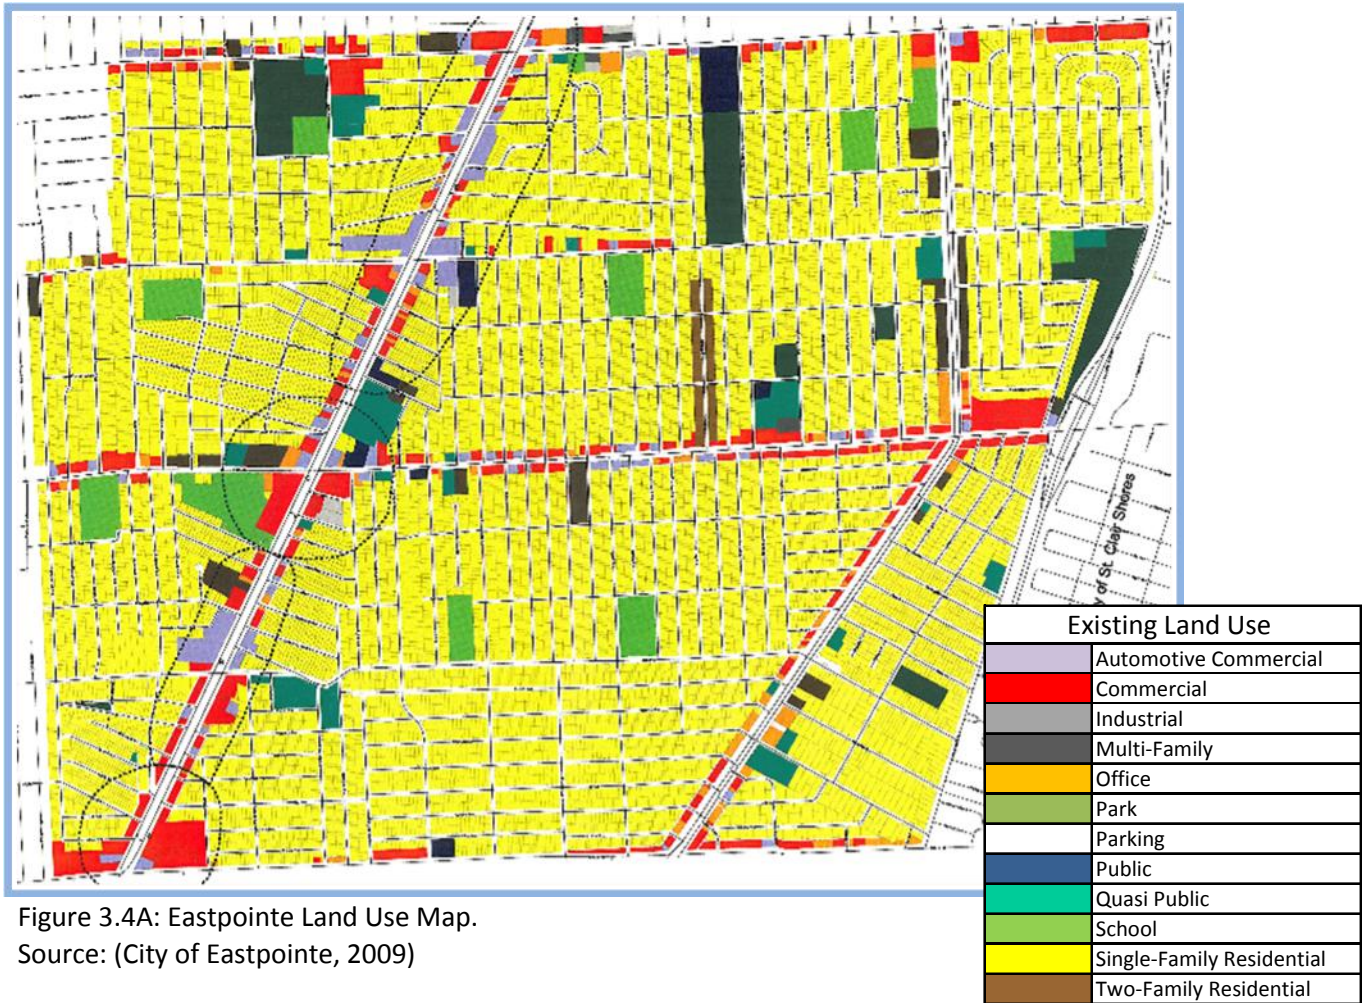 y of St. Clair Shores
Existing Land Use
Automotive Commercial
Commercial
Industrial
Multi-Family
Office
Park
Parking
Public
Quasi Public
School
Single-Family Residential
Two-Family Residential
Figure 3.4A: Eastpointe Land Use Map.
Source: (City of Eastpointe, 2009)